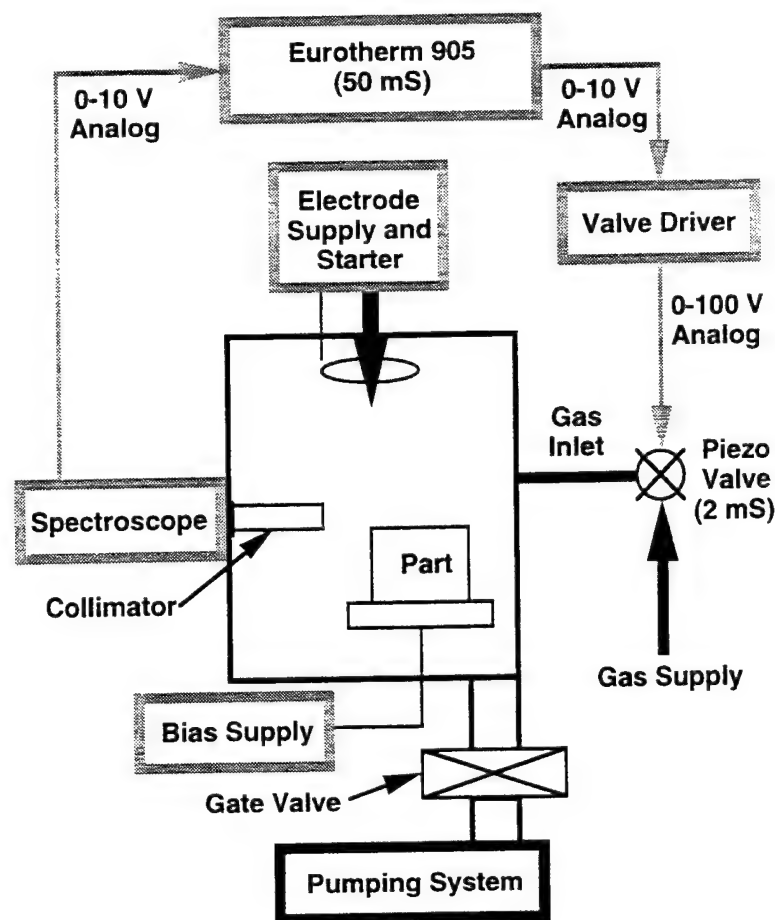 Eurotherm 905
(50 mS)
0-10 V
Analog
0-10 V
Analog
Electrode
Supply and
Starter
Valve Driver
0-100 V
Analog
Gas
Inlet
Piezo
Valve
(2 mS)
Spectroscope
Part
Collimator
Gas Supply
Bias Supply
Gate Valve
Pumping System